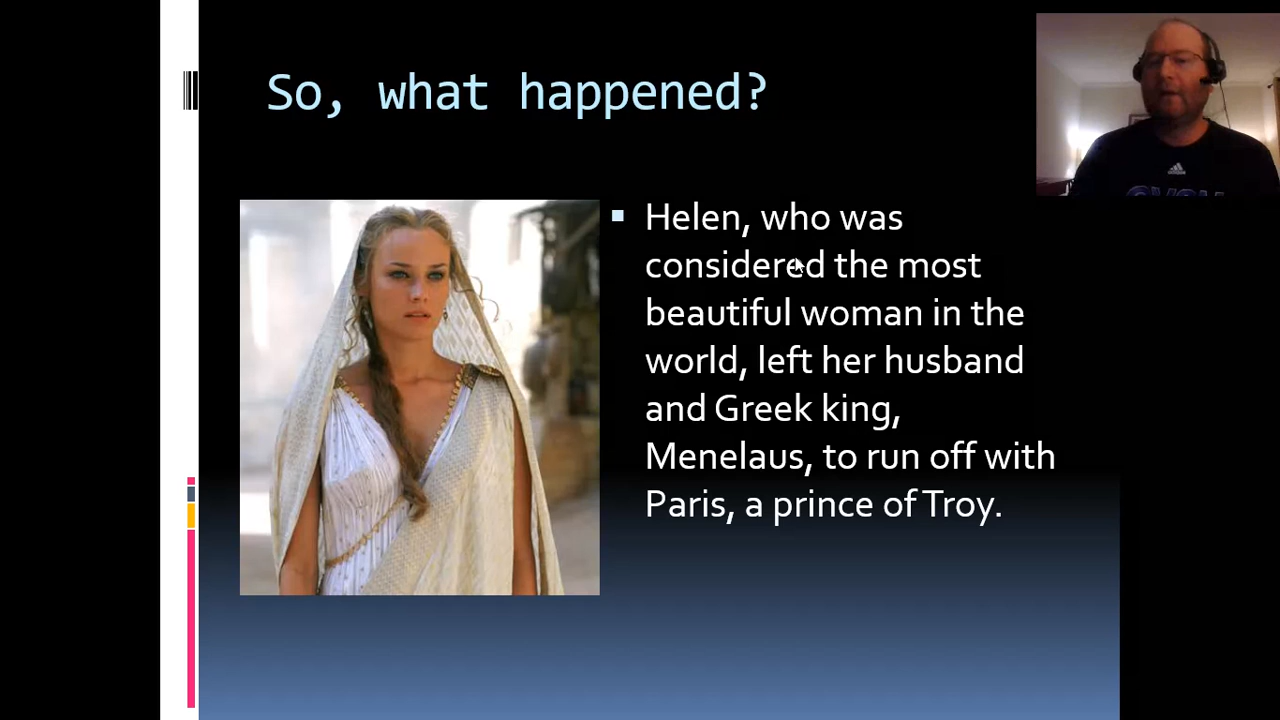 So, what happened?
Helen, who was
considered the most
beautiful woman in the
world, left her husband
and Greek king,
Menelaus, to run off with
Paris, a prince of Troy.
adidas